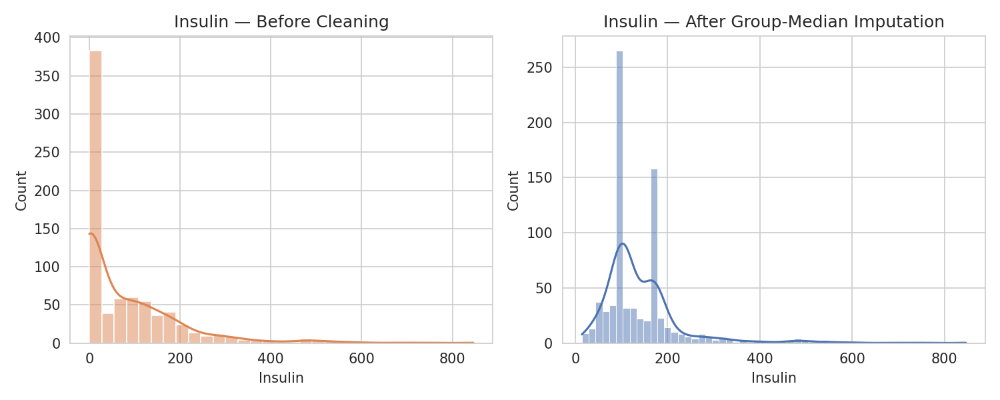 Insulin — Before Cleaning
400
350
300
250
200
150
100
50
0
Count
0 200 400 600 800
Insulin
Insulin — After Group-Median Imputation
250
200
150
100
50
0
Count
0 200 400 600 800
Insulin